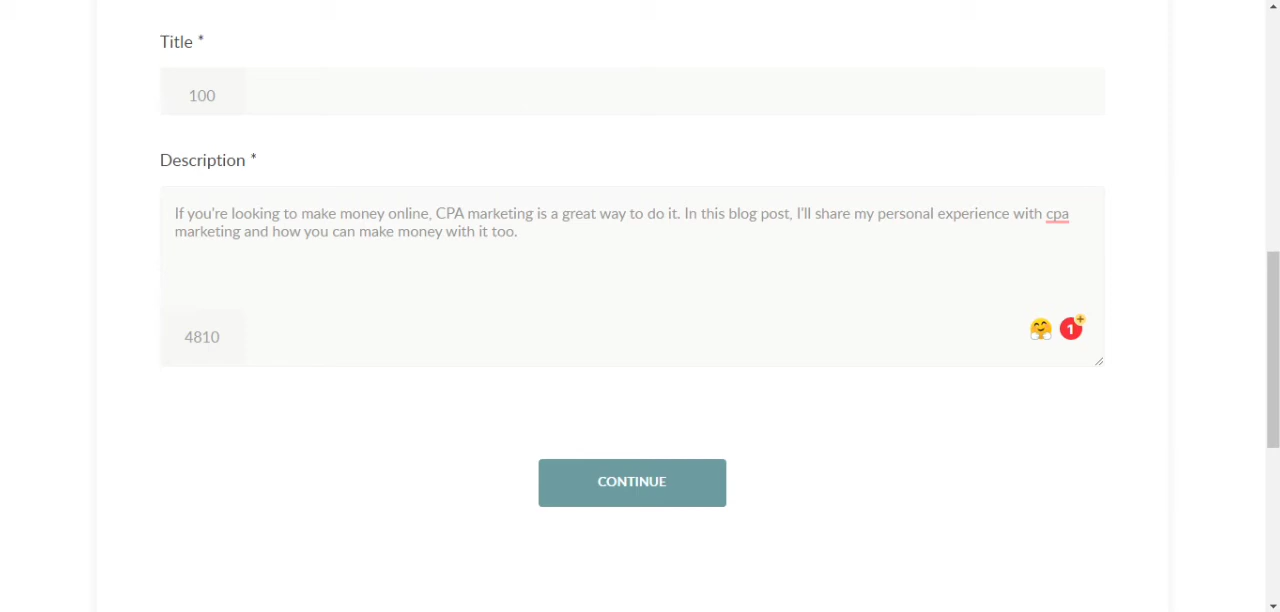 Title *
100
Description *
If you're looking to make money online, CPA marketing is a great way to do it. In this blog post, I'll share my personal experience with cpa
marketing and how you can make money with it too.
4810
1
CONTINUE